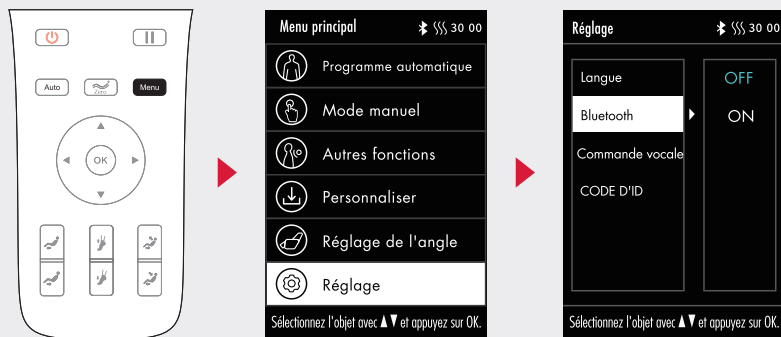 Auto
Zero
Menu
OK
Menu principal 30 00
Programme automatique
Mode manuel
Autres fonctions
Personnaliser
Réglage de l'angle
Réglage
Sélectionnez l'objet avec ▲▼ et appuyez sur OK.
Réglage 30 00
Langue
Bluetooth
Commande vocale
CODE D'ID
OFF
ON
Sélectionnez l'objet avec ▲▼ et appuyez sur OK.